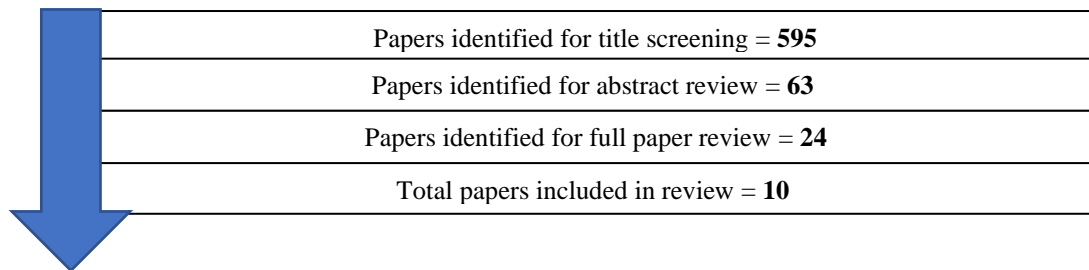 Papers identified for title screening = 595
Papers identified for abstract review = 63
Papers identified for full paper review = 24
Total papers included in review = 10